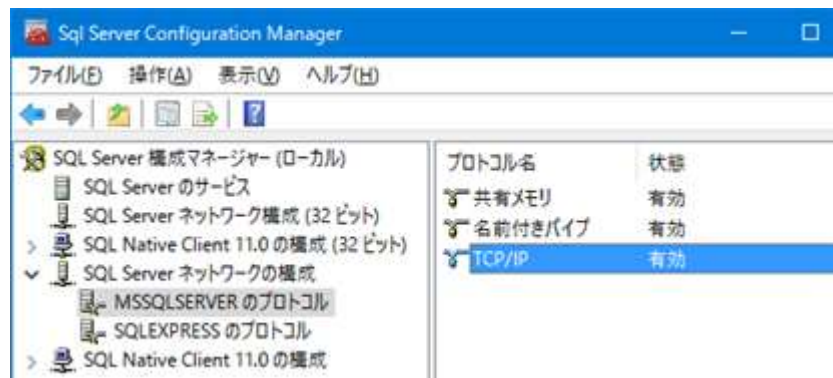 Sql Server Configuration Manager
ファイル(F) 操作(A) 表示(V) ヘルプ(H)
SQL Server 構成マネージャー (ローカル)
SQL Server のサービス
SQL Server ネットワーク構成 (32 ビット)
SQL Native Client 11.0 の構成 (32 ビット)
SQL Server ネットワークの構成
MSSQLSERVER のプロトコル
SQLEXPRESS のプロトコル
SQL Native Client 11.0 の構成
プロトコル名 状態
共有メモリ 有効
名前付きパイプ 有効
TCP/IP 有効